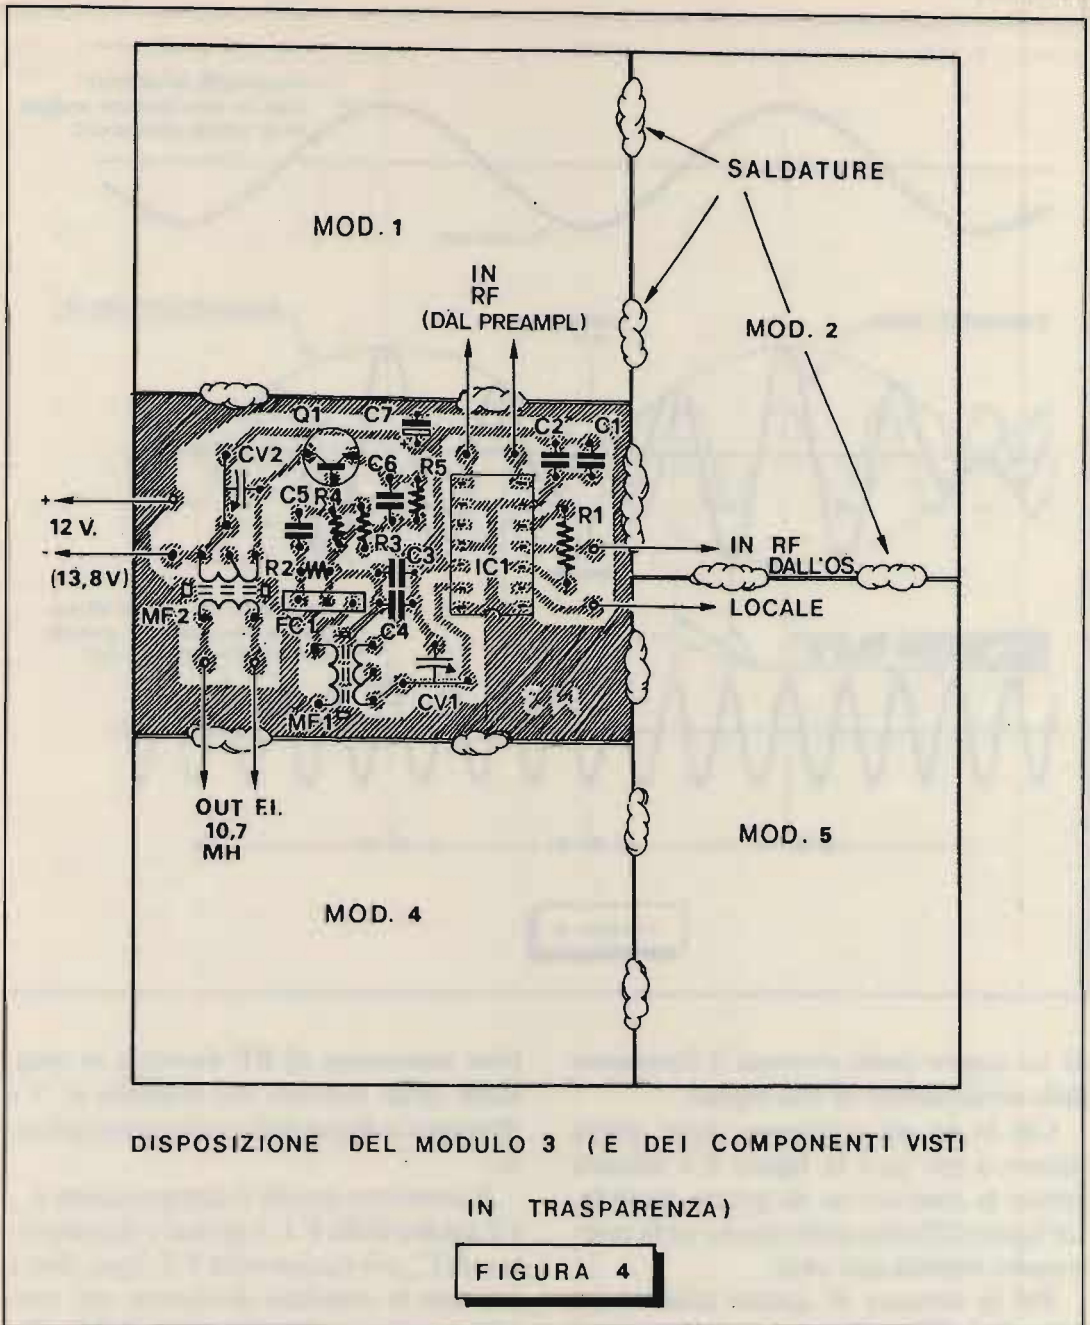 MOD. 1
SALDATURE
IN
RF
(DAL PREAMPL)
MOD. 2
Q1
C7
C2
C1
CV2
C6
R5
C5
R4
R1
+
12 V.
-
(13,8 V)
R3
C3
IC1
IN RF
DALL'OS.
R2
LOCALE
MF2
FC1
C4
CV1
MF1
OUT F.I.
10,7
MH
MOD. 5
MOD. 4
DISPOSIZIONE DEL MODULO 3 (E DEI COMPONENTI VISTI
IN TRASPARENZA)
FIGURA 4